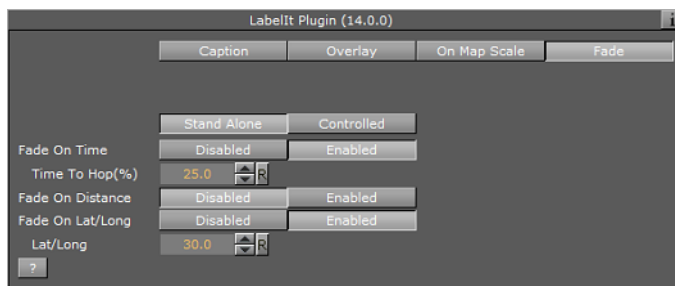 LabelIt Plugin (14.0.0) i
Caption Overlay On Map Scale Fade
Stand Alone Controlled
Fade On Time Disabled Enabled
Time To Hop(%) 25.0 R
Fade On Distance Disabled Enabled
Fade On Lat/Long Disabled Enabled
Lat/Long 30.0 R
?